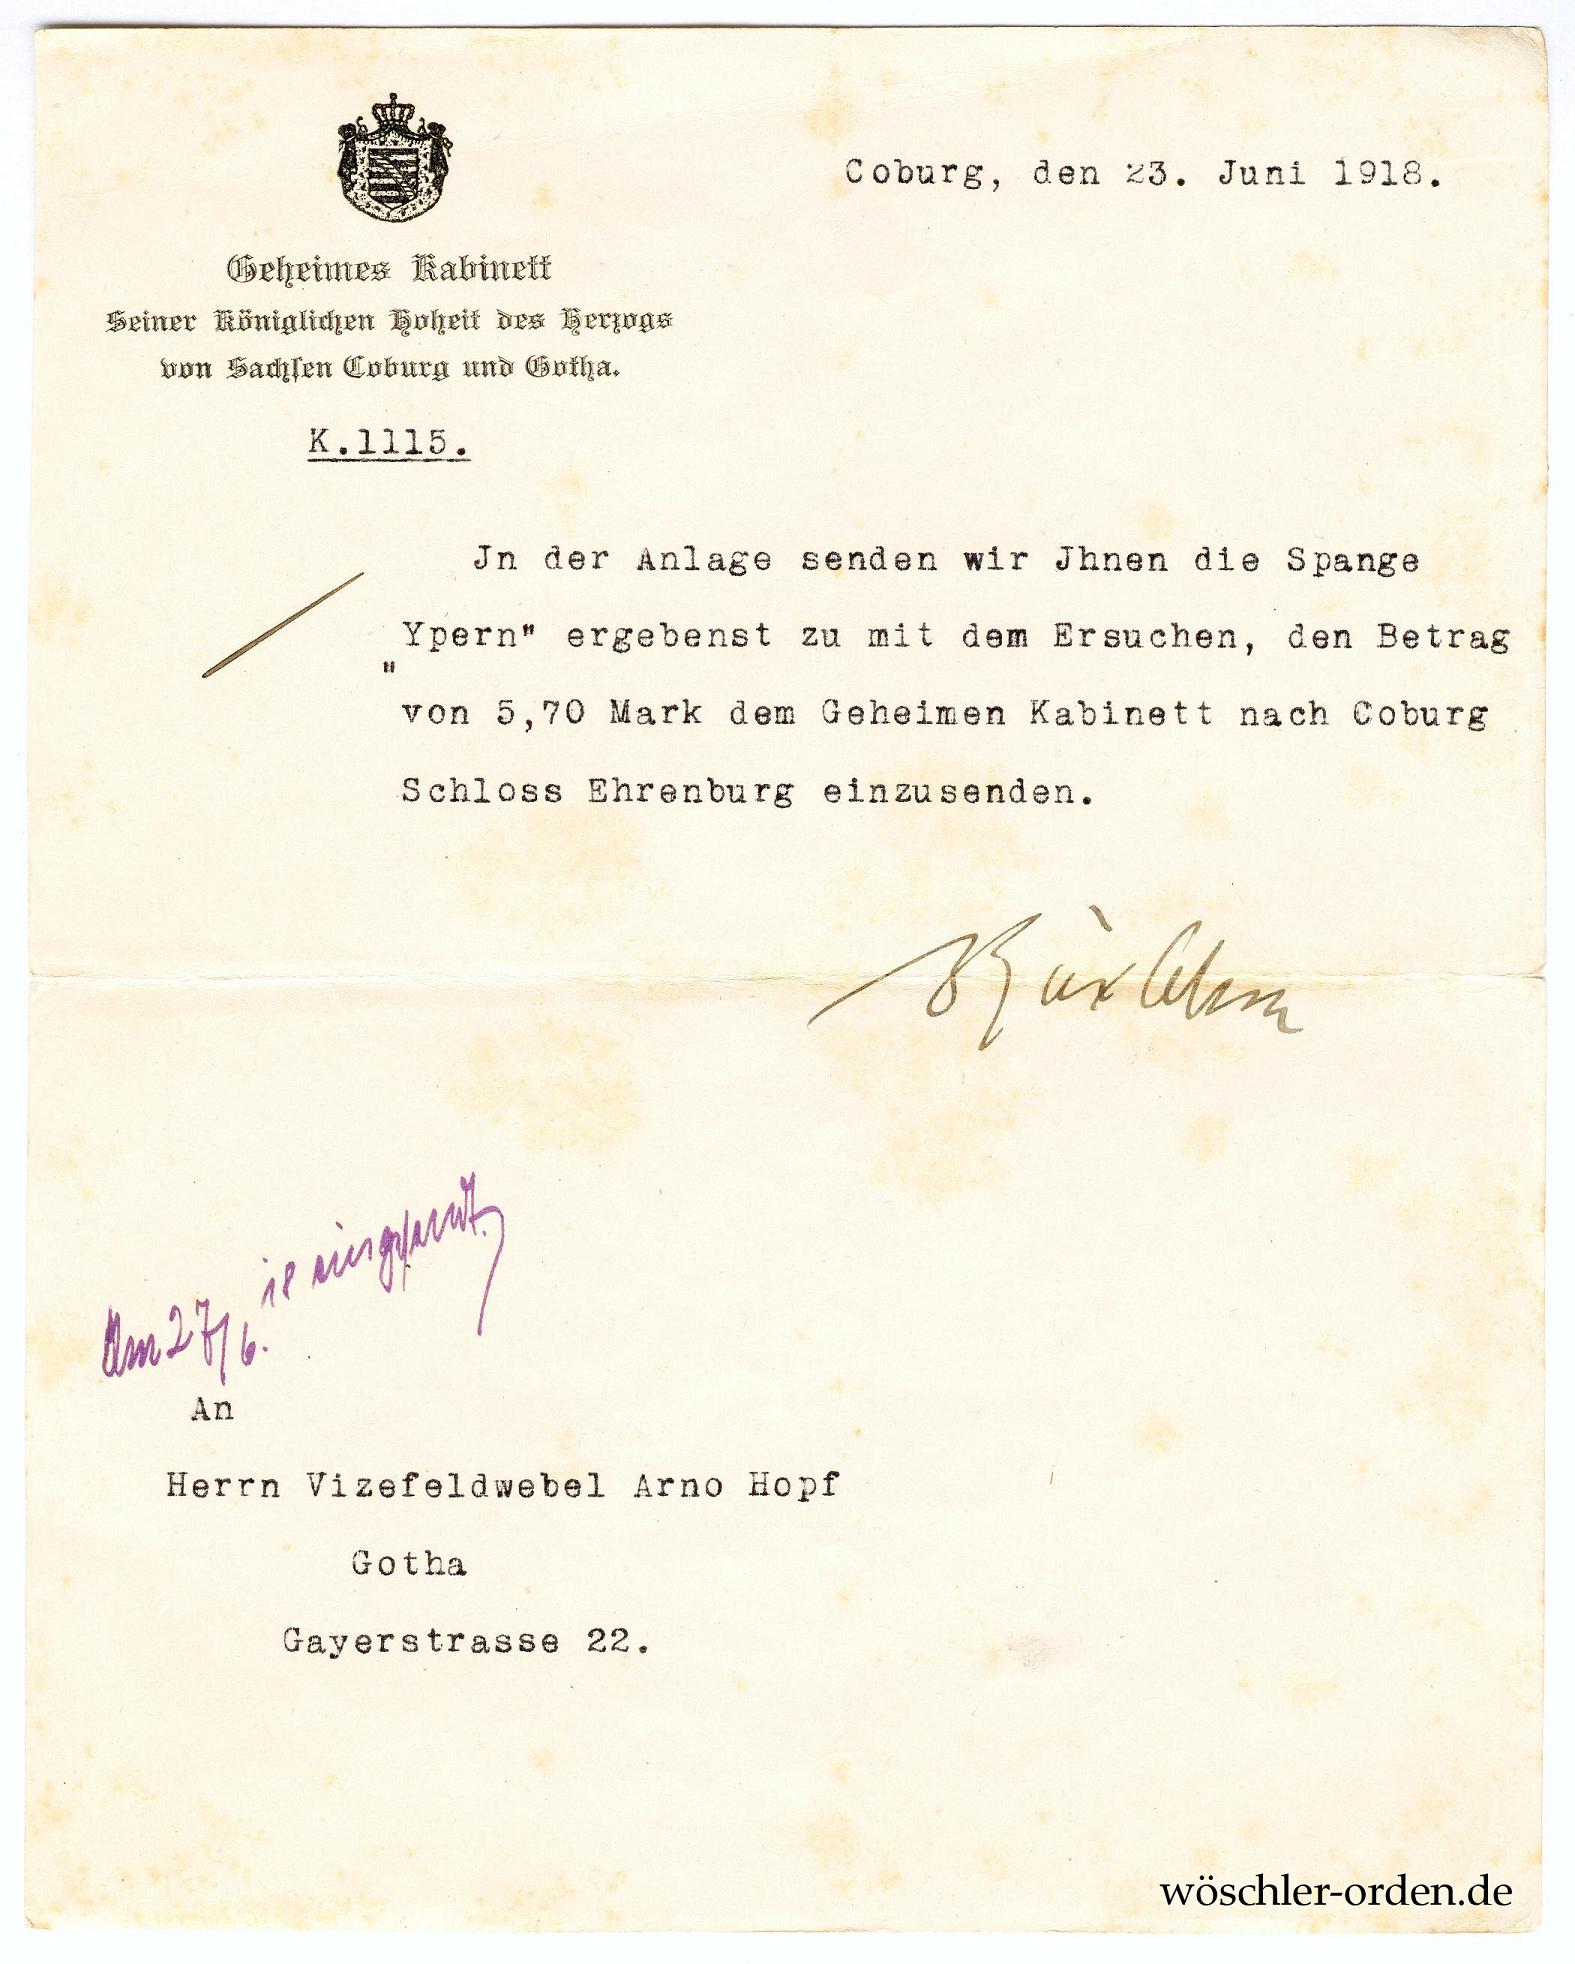 Coburg, den 23. Juni 1918.
Geheimes Kabinett
Seiner Königlichen Hoheit des Herzogs
von Sachsen Coburg und Gotha.
K.1115.
Jn der Anlage senden wir Jhnen die Spange
"Ypern" ergebenst zu mit dem Ersuchen, den Betrag
von 5,70 Mark dem Geheimen Kabinett nach Coburg
Schloss Ehrenburg einzusenden.
Am 27/6.
An
Herrn Vizefeldwebel Arno Hopf
Gotha
Gayerstrasse 22.
wöschler-orden.de